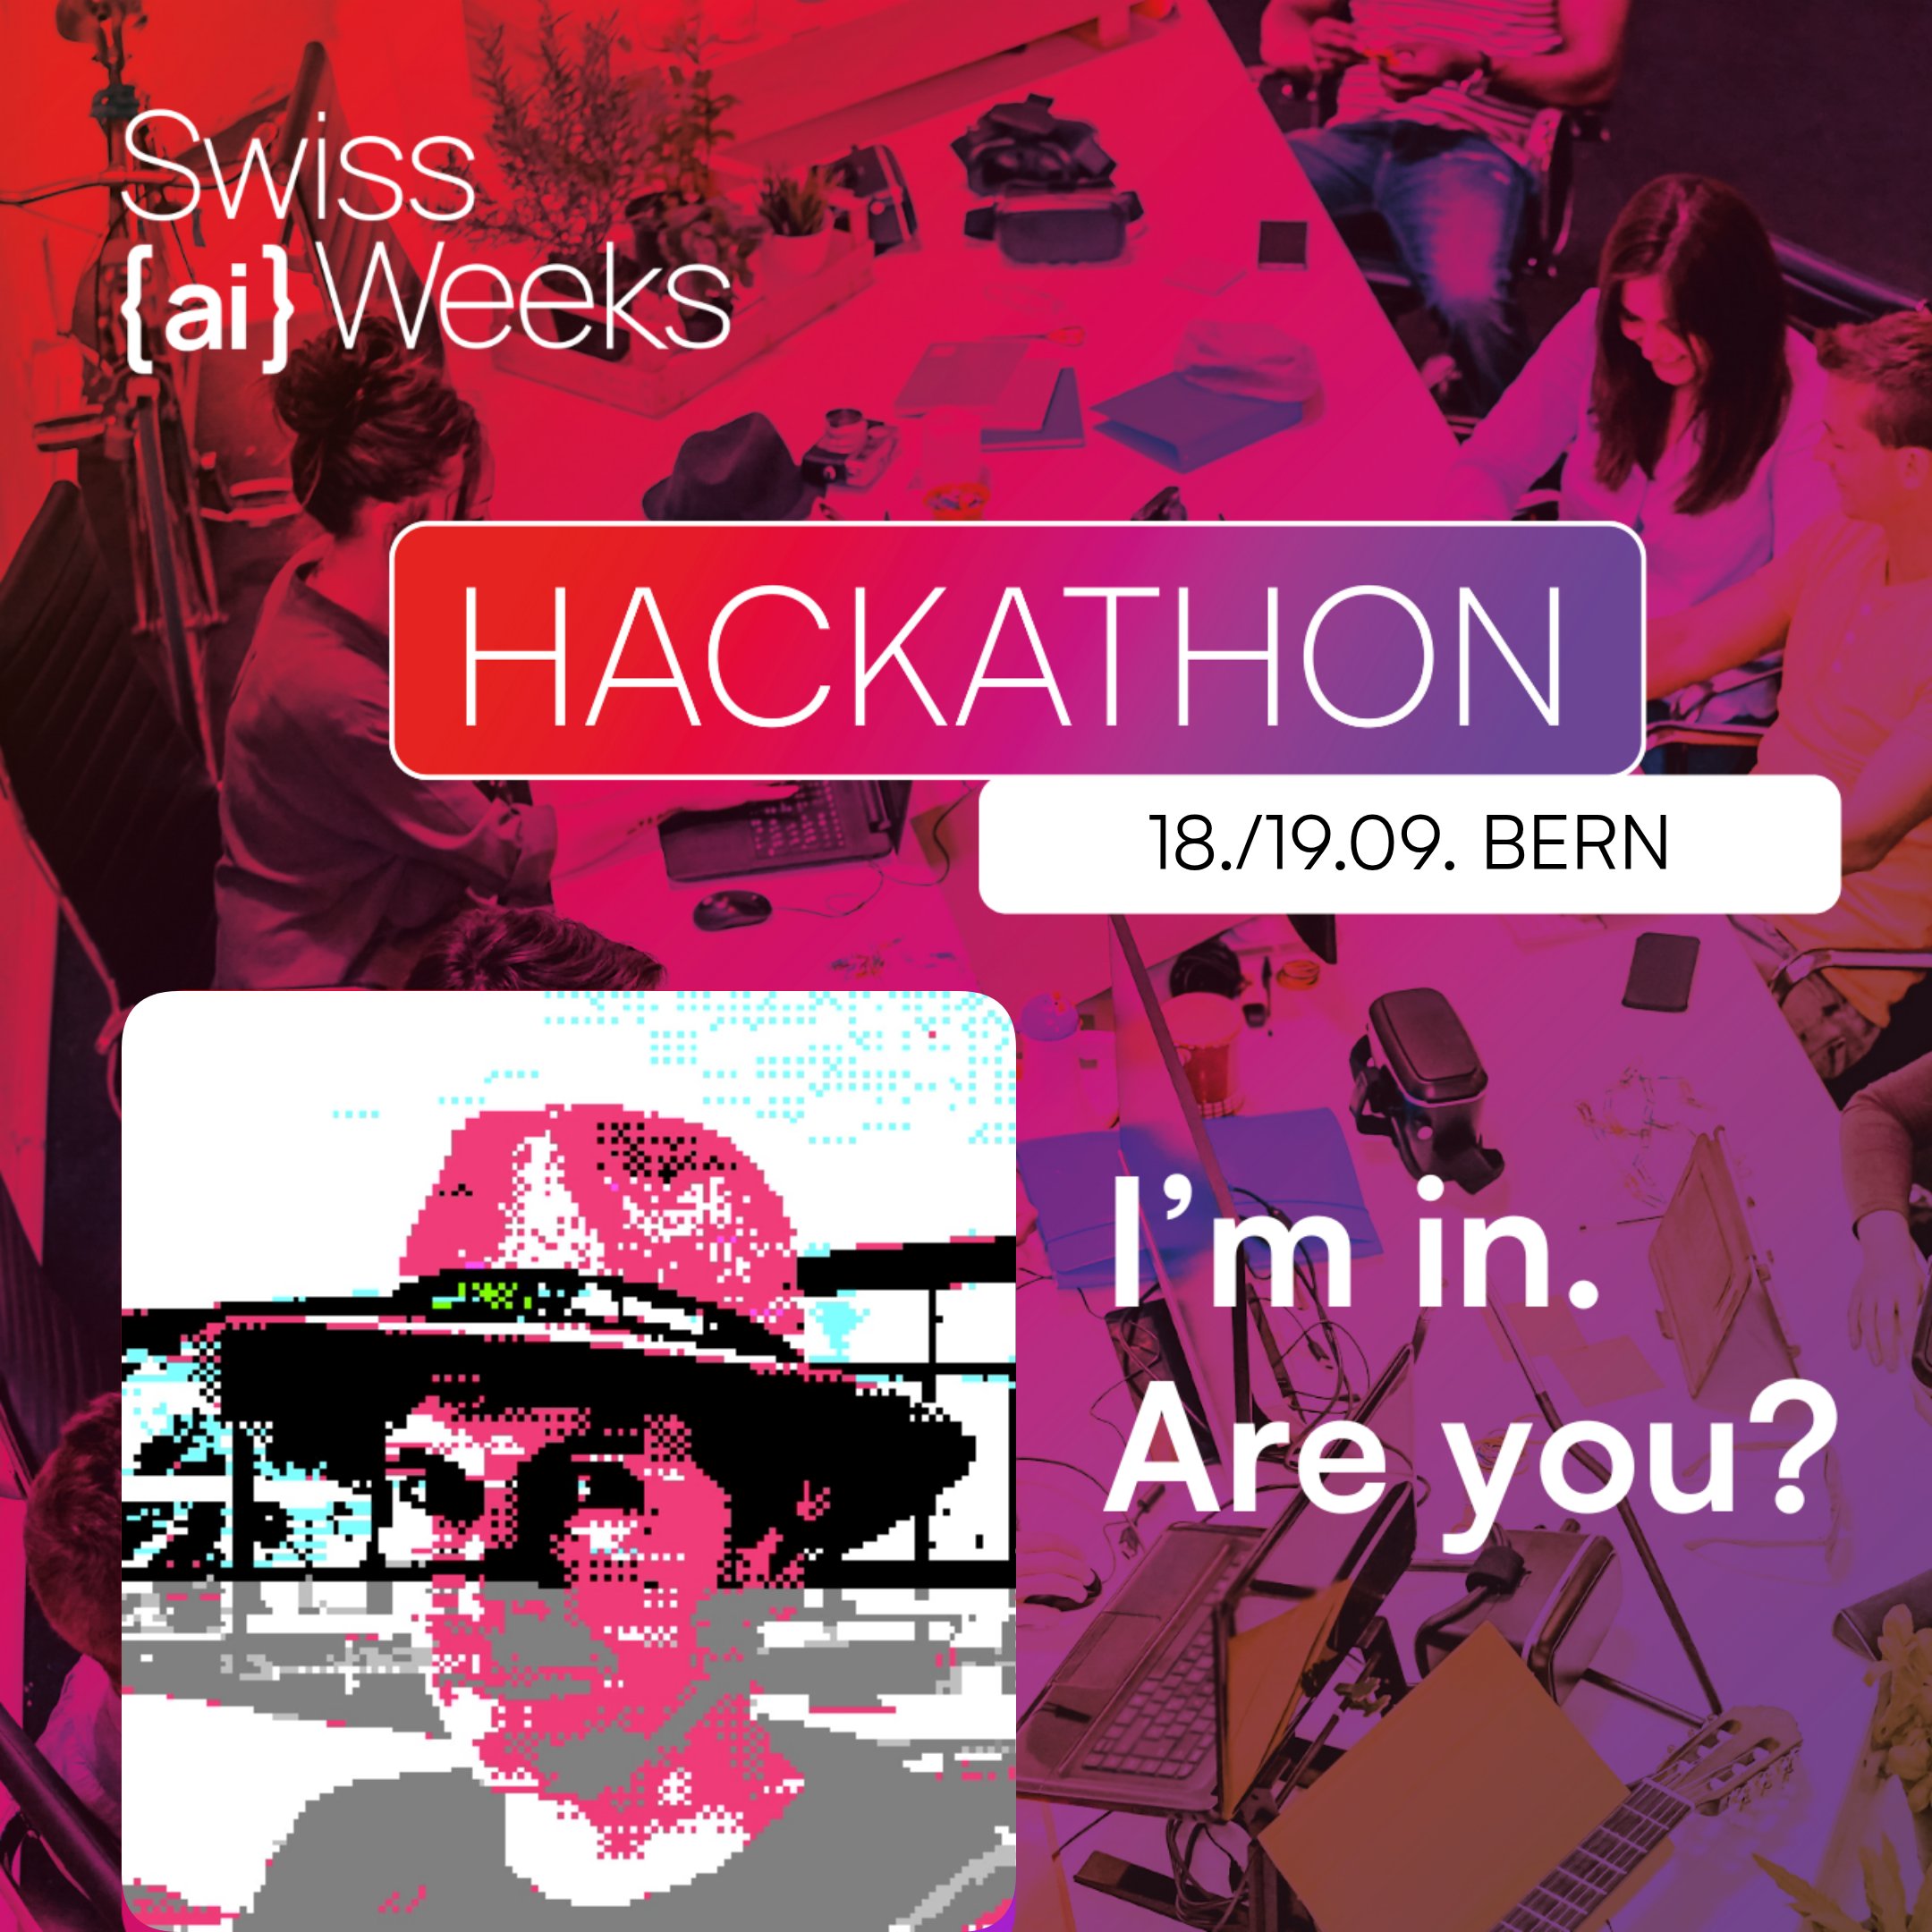 Swiss
{ai} Weeks
HACKATHON
18./19.09. BERN
I’m in.
Are you?